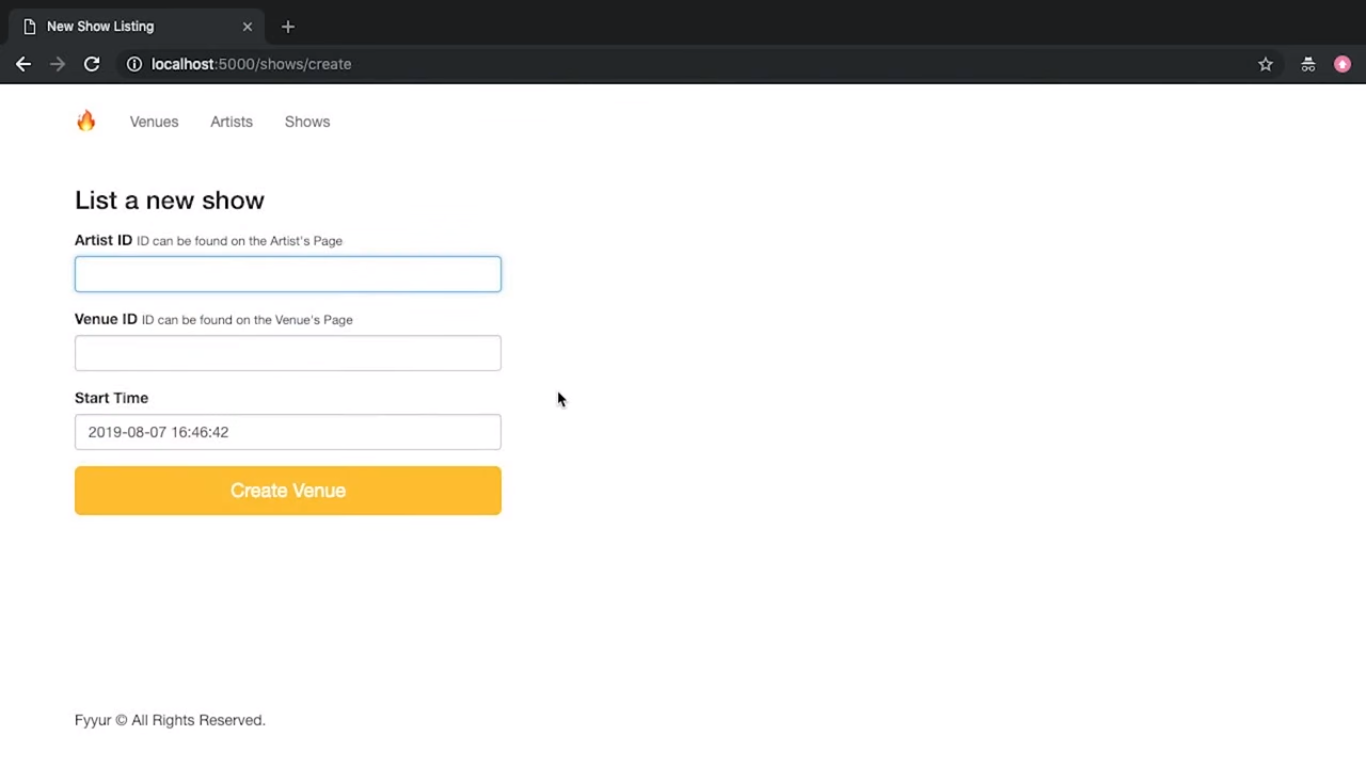 New Show Listing
localhost:5000/shows/create
Venues Artists Shows
List a new show
Artist ID ID can be found on the Artist's Page
Venue ID ID can be found on the Venue's Page
Start Time
2019-08-07 16:46:42
Create Venue
Fyyur © All Rights Reserved.